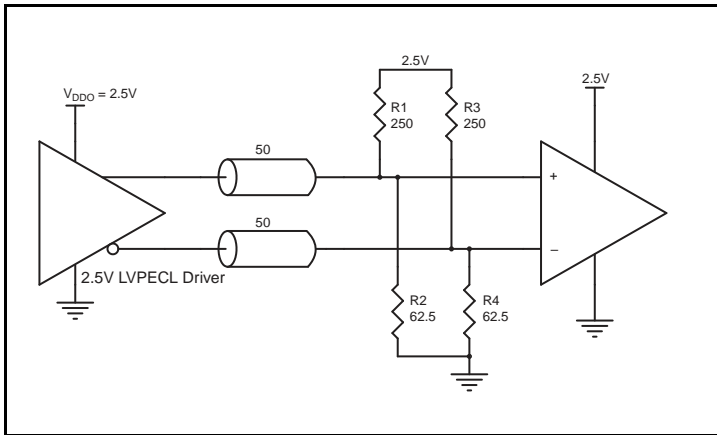 2.5V
2.5V
V_DDO = 2.5V
R1
250
R3
250
50
+
50
−
2.5V LVPECL Driver
R2
62.5
R4
62.5